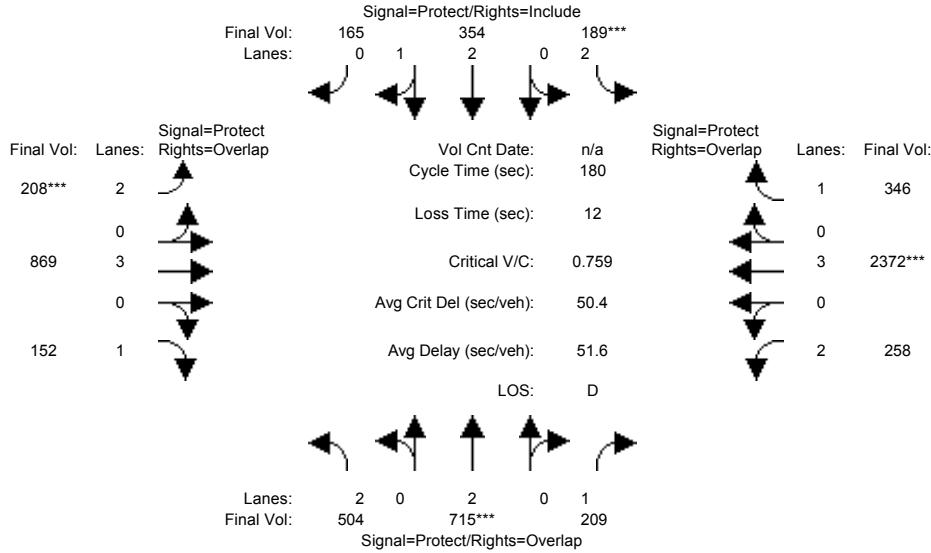 Signal=Protect/Rights=Include
Final Vol: 165 354 189***
Lanes: 0 1 2 0 2
Signal=Protect Signal=Protect
Final Vol: Lanes: Rights=Overlap Vol Cnt Date: n/a Rights=Overlap Lanes: Final Vol:
Cycle Time (sec): 180
208*** 2 1 346
Loss Time (sec): 12
0 0
869 3 Critical V/C: 0.759 3 2372***
0 Avg Crit Del (sec/veh): 50.4 0
152 1 Avg Delay (sec/veh): 51.6 2 258
LOS: D
Lanes: 2 0 2 0 1
Final Vol: 504 715*** 209
Signal=Protect/Rights=Overlap